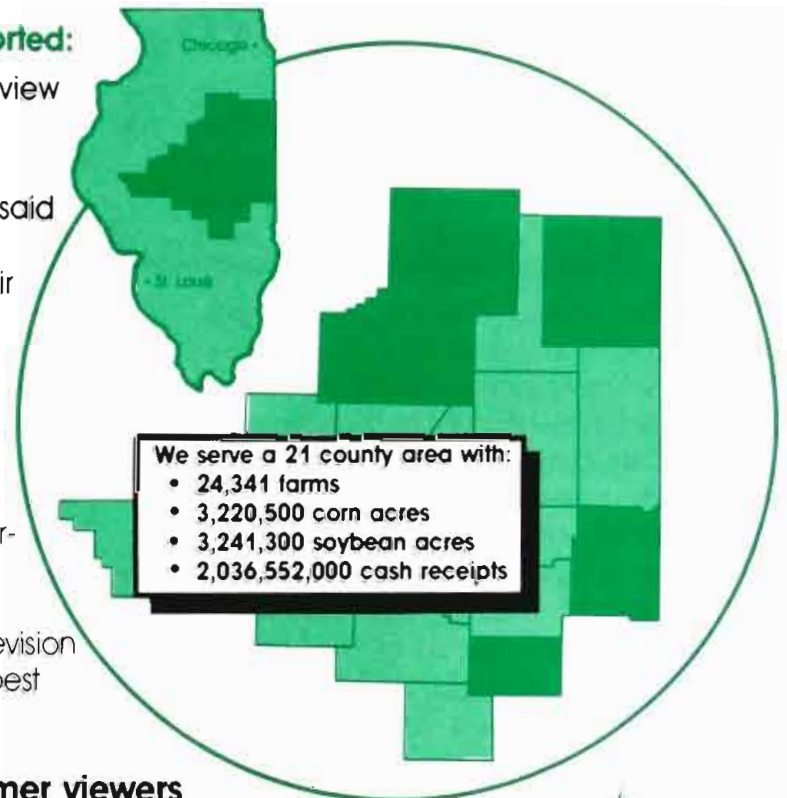 orted:
view
said
ir
r-
evision
best
mer viewers
Chicago
St. Louis
We serve a 21 county area with:
• 24,341 farms
• 3,220,500 corn acres
• 3,241,300 soybean acres
• 2,036,552,000 cash receipts